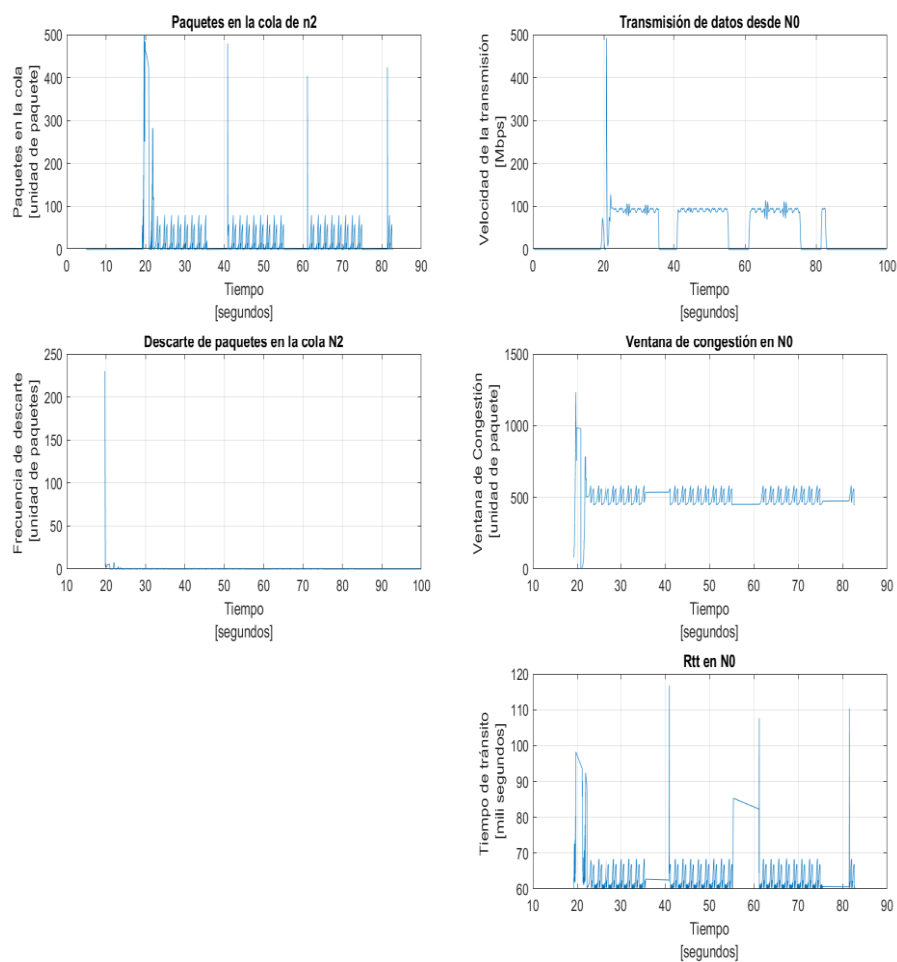 Paquetes en la cola de n2
Paquetes en la cola
[unidad de paquete]
500
400
300
200
100
0
0 10 20 30 40 50 60 70 80 90
Tiempo
[segundos]
Transmisión de datos desde N0
Velocidad de la transmisión
[Mbps]
500
400
300
200
100
0
0 20 40 60 80 100
Tiempo
[segundos]
Descarte de paquetes en la cola N2
Frecuencia de descarte
[unidad de paquetes]
250
200
150
100
50
0
10 20 30 40 50 60 70 80 90 100
Tiempo
[segundos]
Ventana de congestión en N0
Ventana de Congestión
[unidad de paquete]
1500
1000
500
0
10 20 30 40 50 60 70 80 90
Tiempo
[segundos]
Rtt en N0
Tiempo de tránsito
[mili segundos]
120
110
100
90
80
70
60
10 20 30 40 50 60 70 80 90
Tiempo
[segundos]